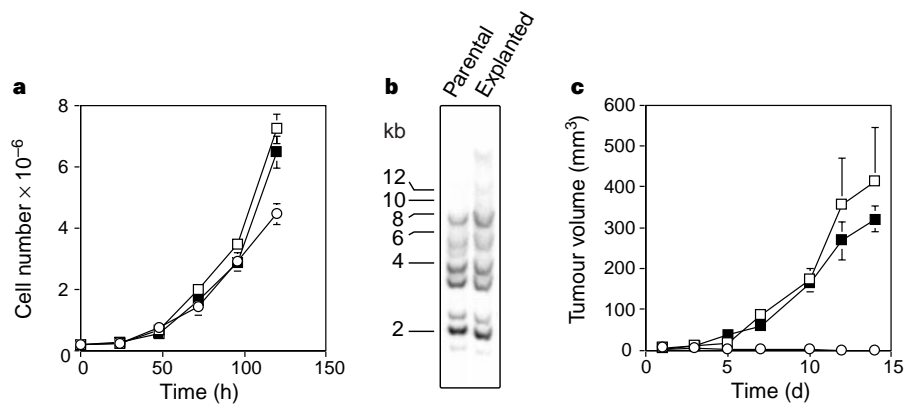 a
Cell number × 10⁻⁶
8
6
4
2
0
0
50
100
150
Time (h)
b
Parental
Explanted
kb
12
10
8
6
4
2
c
Tumour volume (mm³)
600
500
400
300
200
100
0
0
5
10
15
Time (d)